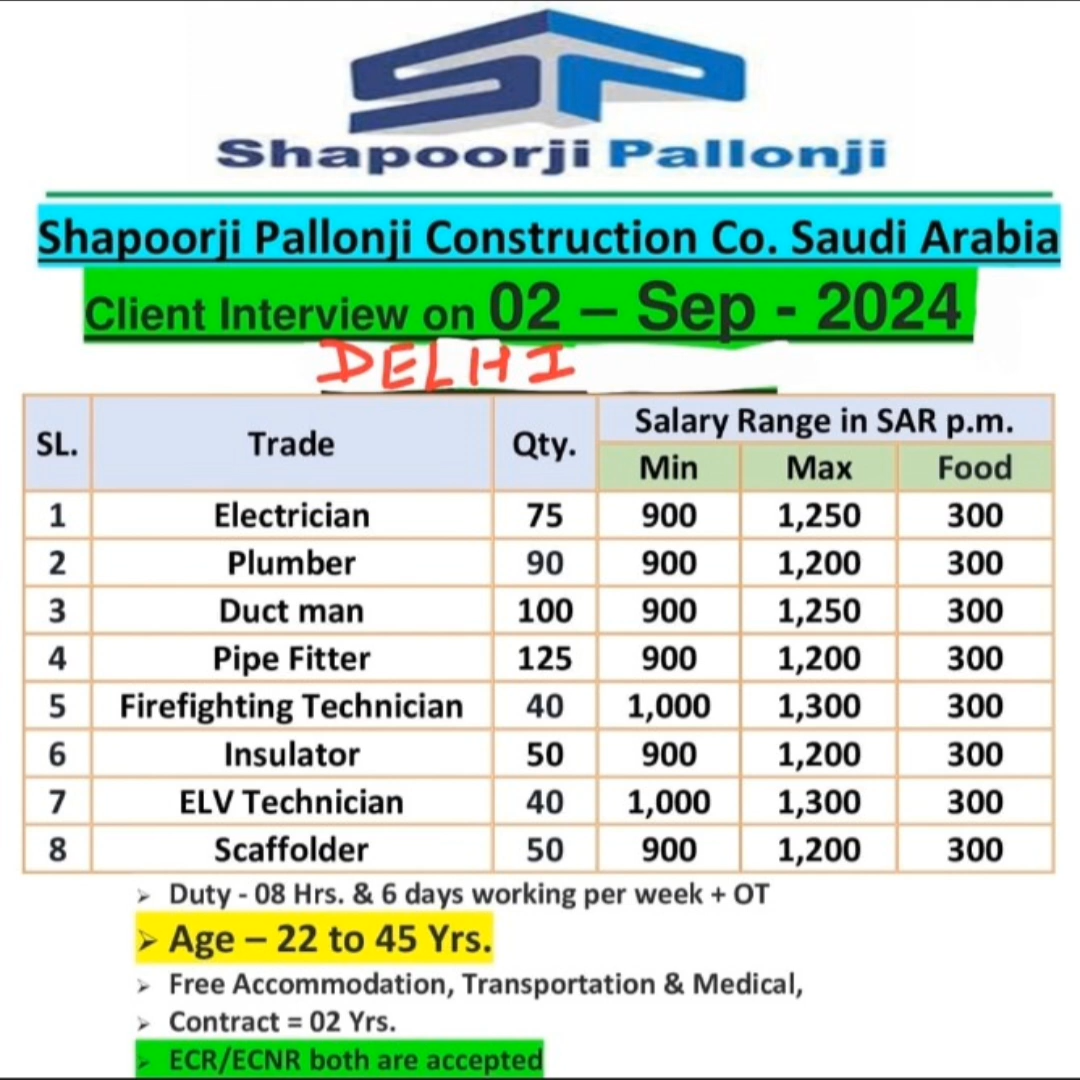 SP
Shapoorji Pallonji
Shapoorji Pallonji Construction Co. Saudi Arabia
Client Interview on 02 – Sep - 2024
DELHI
SL. Trade Qty. Salary Range in SAR p.m.
Min Max Food
1 Electrician 75 900 1,250 300
2 Plumber 90 900 1,200 300
3 Duct man 100 900 1,250 300
4 Pipe Fitter 125 900 1,200 300
5 Firefighting Technician 40 1,000 1,300 300
6 Insulator 50 900 1,200 300
7 ELV Technician 40 1,000 1,300 300
8 Scaffolder 50 900 1,200 300
➢ Duty - 08 Hrs. & 6 days working per week + OT
➢ Age – 22 to 45 Yrs.
➢ Free Accommodation, Transportation & Medical,
➢ Contract = 02 Yrs.
➢ ECR/ECNR both are accepted